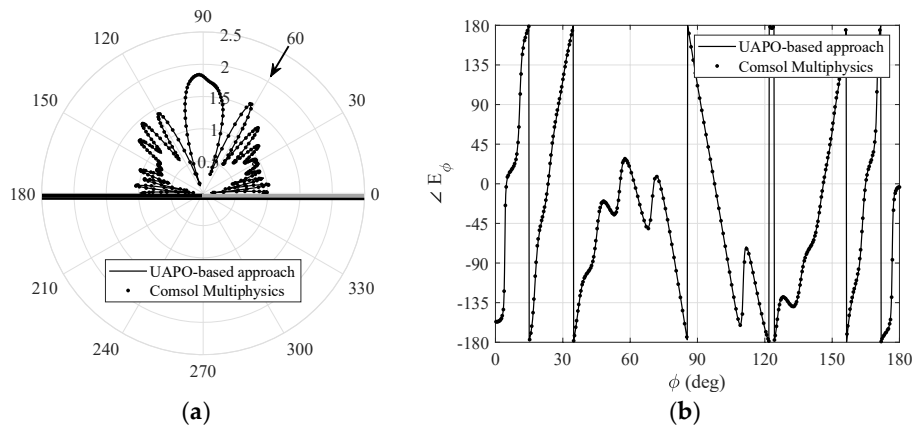 90
120
60
2.5
2
1.5
1
0.5
150
30
180
0
UAPO-based approach
Comsol Multiphysics
210
330
240
300
270
(a)
180
135
90
45
0
-45
-90
-135
-180
∠ E_ϕ
UAPO-based approach
Comsol Multiphysics
0 30 60 90 120 150 180
ϕ (deg)
(b)